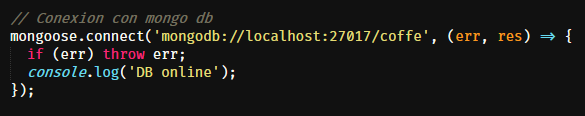 // Conexion con mongo db
mongoose.connect('mongodb://localhost:27017/coffe', (err, res) => {
  if (err) throw err;
  console.log('DB online');
});